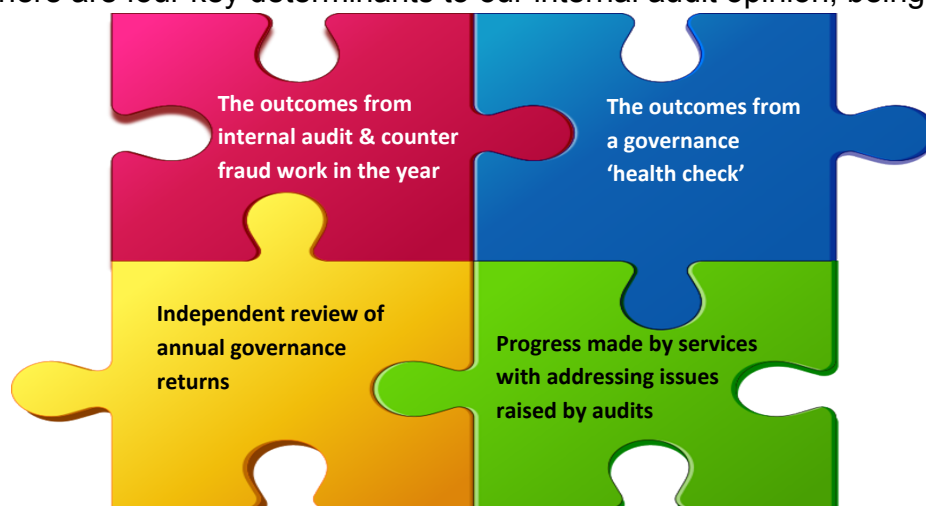 here are four key determinants to our internal audit opinion, being
The outcomes from
internal audit & counter
fraud work in the year
The outcomes from
a governance
‘health check’
Independent review of
annual governance
returns
Progress made by services
with addressing issues
raised by audits